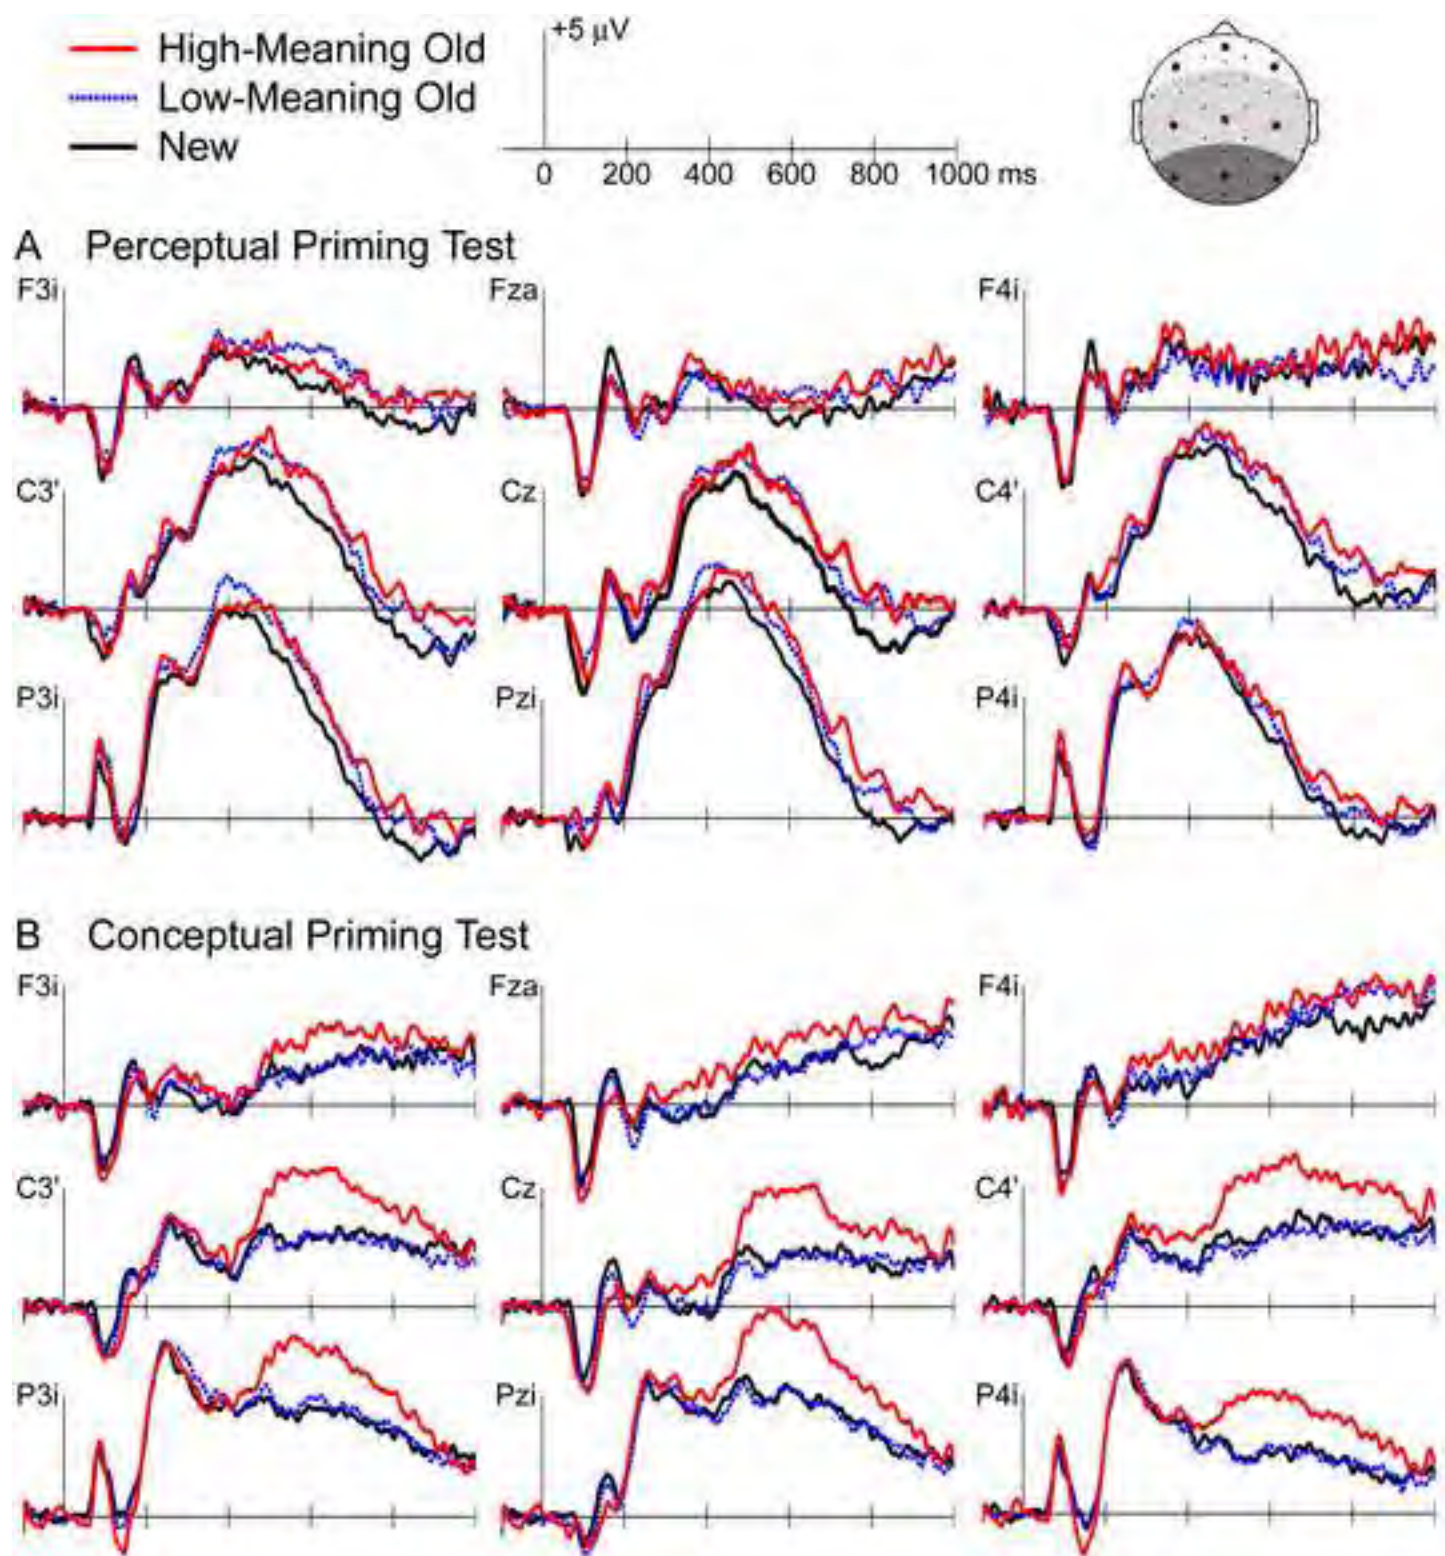 High-Meaning Old
Low-Meaning Old
New
+5 µV
0 200 400 600 800 1000 ms
A Perceptual Priming Test
F3i Fza F4i
C3' Cz C4'
P3i Pzi P4i
B Conceptual Priming Test
F3i Fza F4i
C3' Cz C4'
P3i Pzi P4i